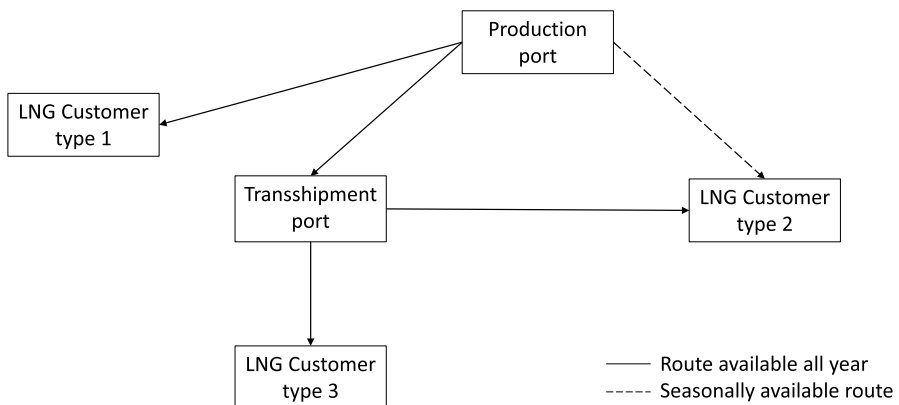 Production
port
LNG Customer
type 1
Transshipment
port
LNG Customer
type 2
LNG Customer
type 3
Route available all year
Seasonally available route